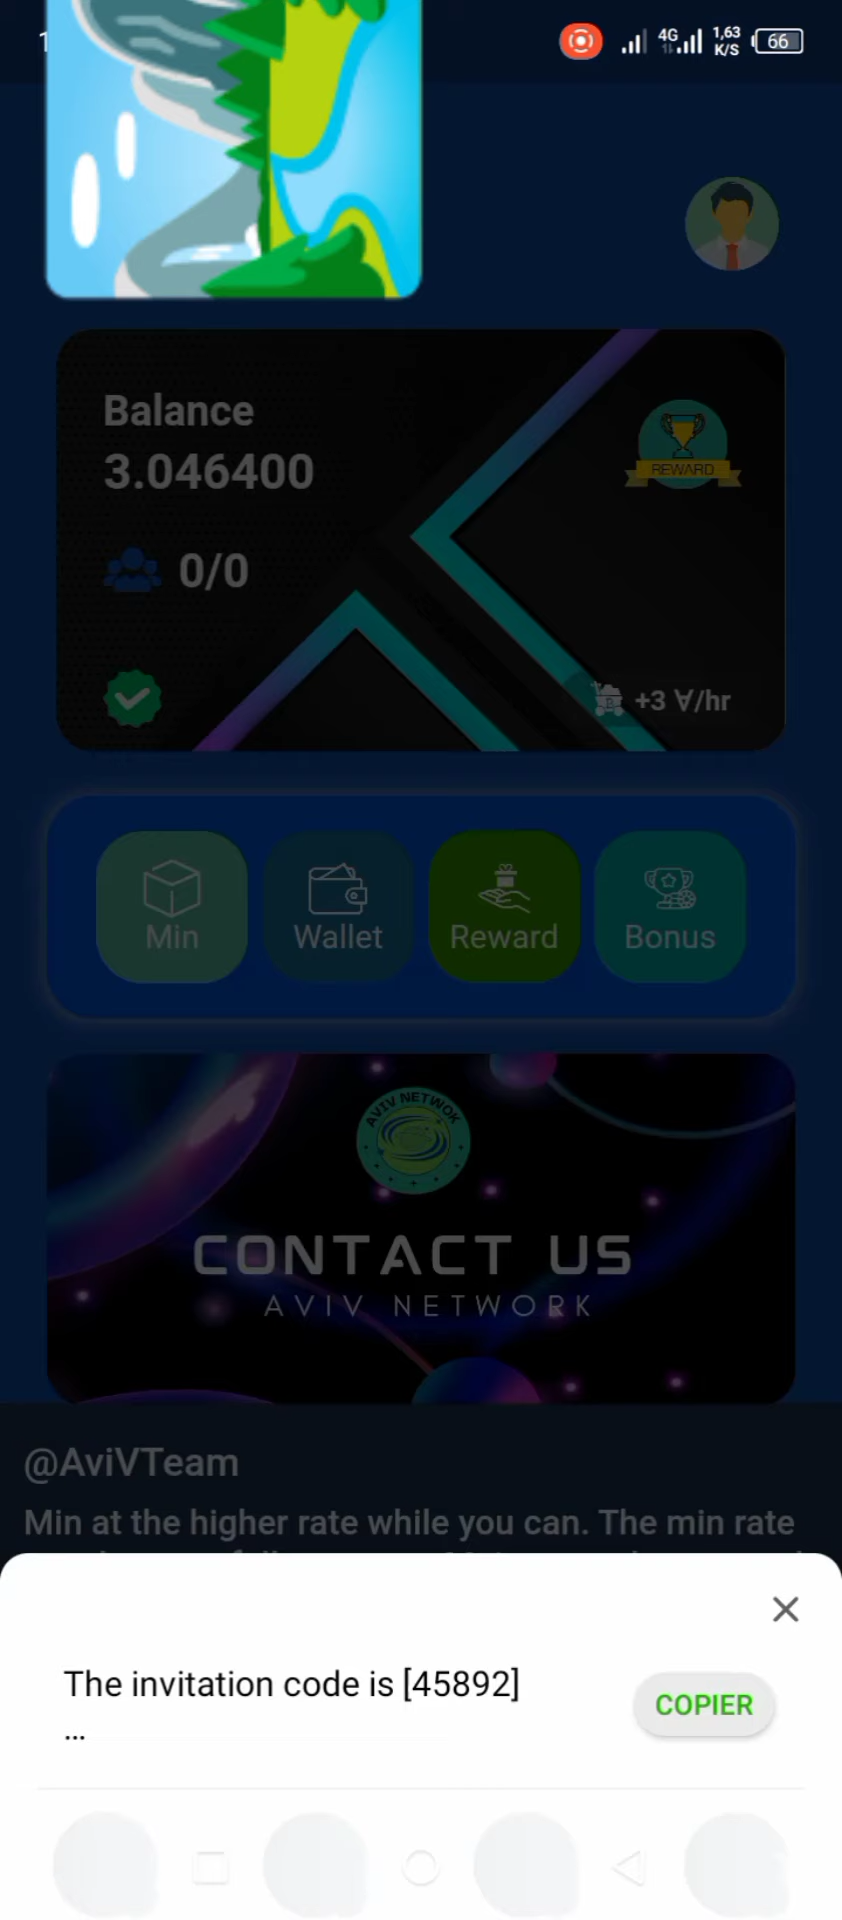 1
4G
1,63
K/S
66
Balance
3.046400
REWARD
0/0
+3 ∀/hr
Min
Wallet
Reward
Bonus
AVIV NETWOK
CONTACT US
AVIV NETWORK
@AviVTeam
Min at the higher rate while you can. The min rate
The invitation code is [45892]
...
COPIER